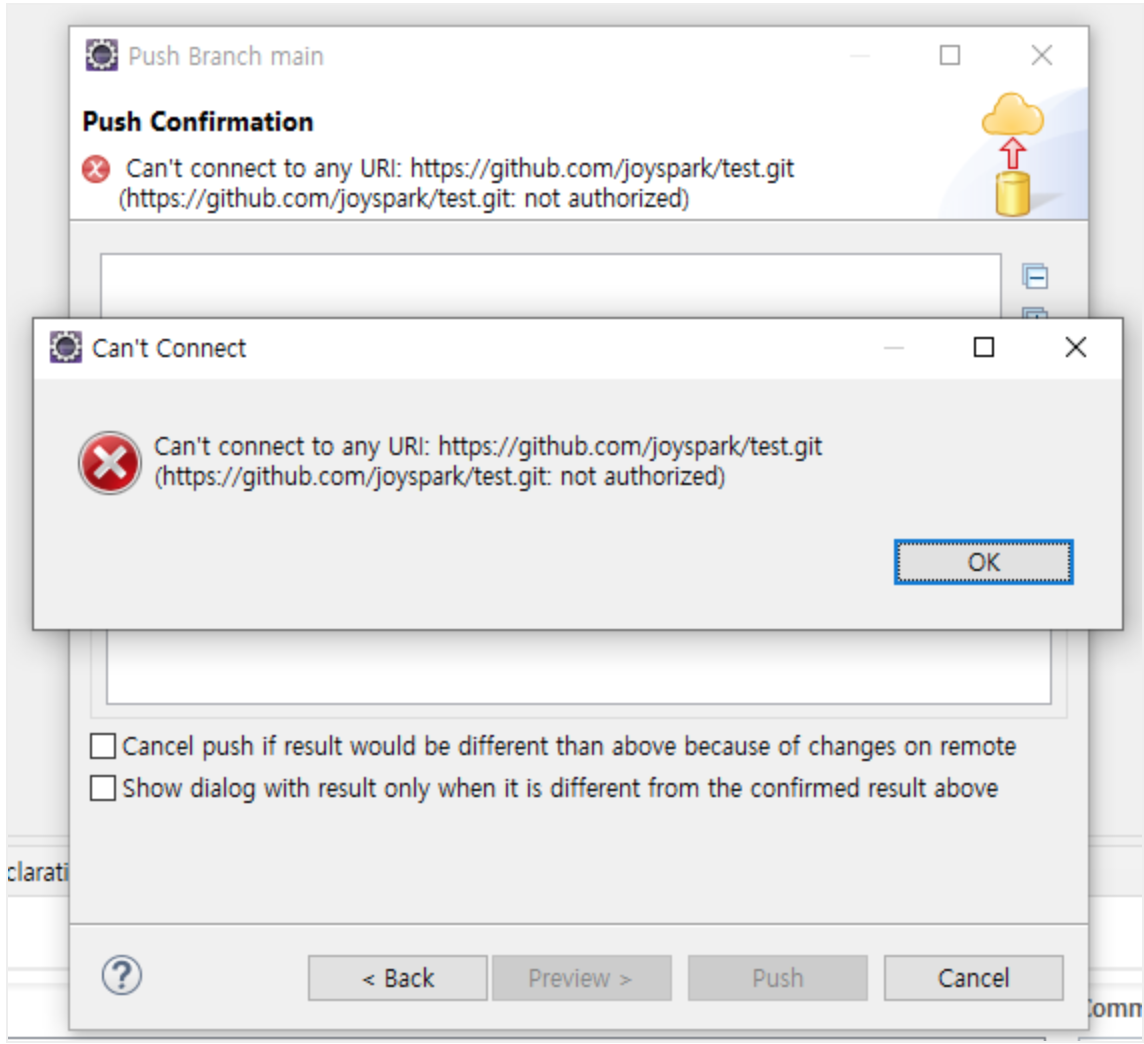 Push Branch main
Push Confirmation
Can't connect to any URI: https://github.com/joyspark/test.git
(https://github.com/joyspark/test.git: not authorized)
Can't Connect
Can't connect to any URI: https://github.com/joyspark/test.git
(https://github.com/joyspark/test.git: not authorized)
OK
Cancel push if result would be different than above because of changes on remote
Show dialog with result only when it is different from the confirmed result above
clarati
< Back
Preview >
Push
Cancel
Comm